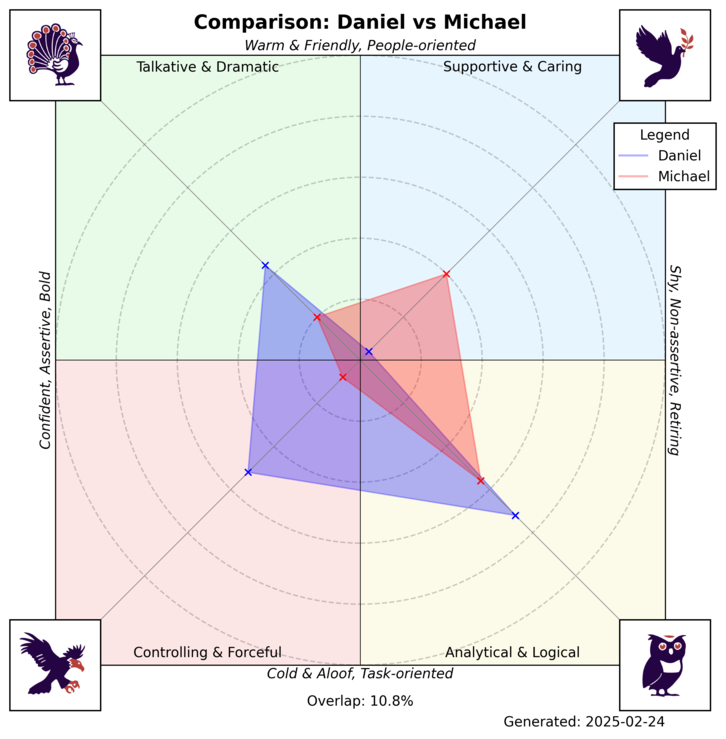 Comparison: Daniel vs Michael
Warm & Friendly, People-oriented
Talkative & Dramatic
Supportive & Caring
Legend
Daniel
Michael
Confident, Assertive, Bold
Shy, Non-assertive, Retiring
Controlling & Forceful
Analytical & Logical
Cold & Aloof, Task-oriented
Overlap: 10.8%
Generated: 2025-02-24